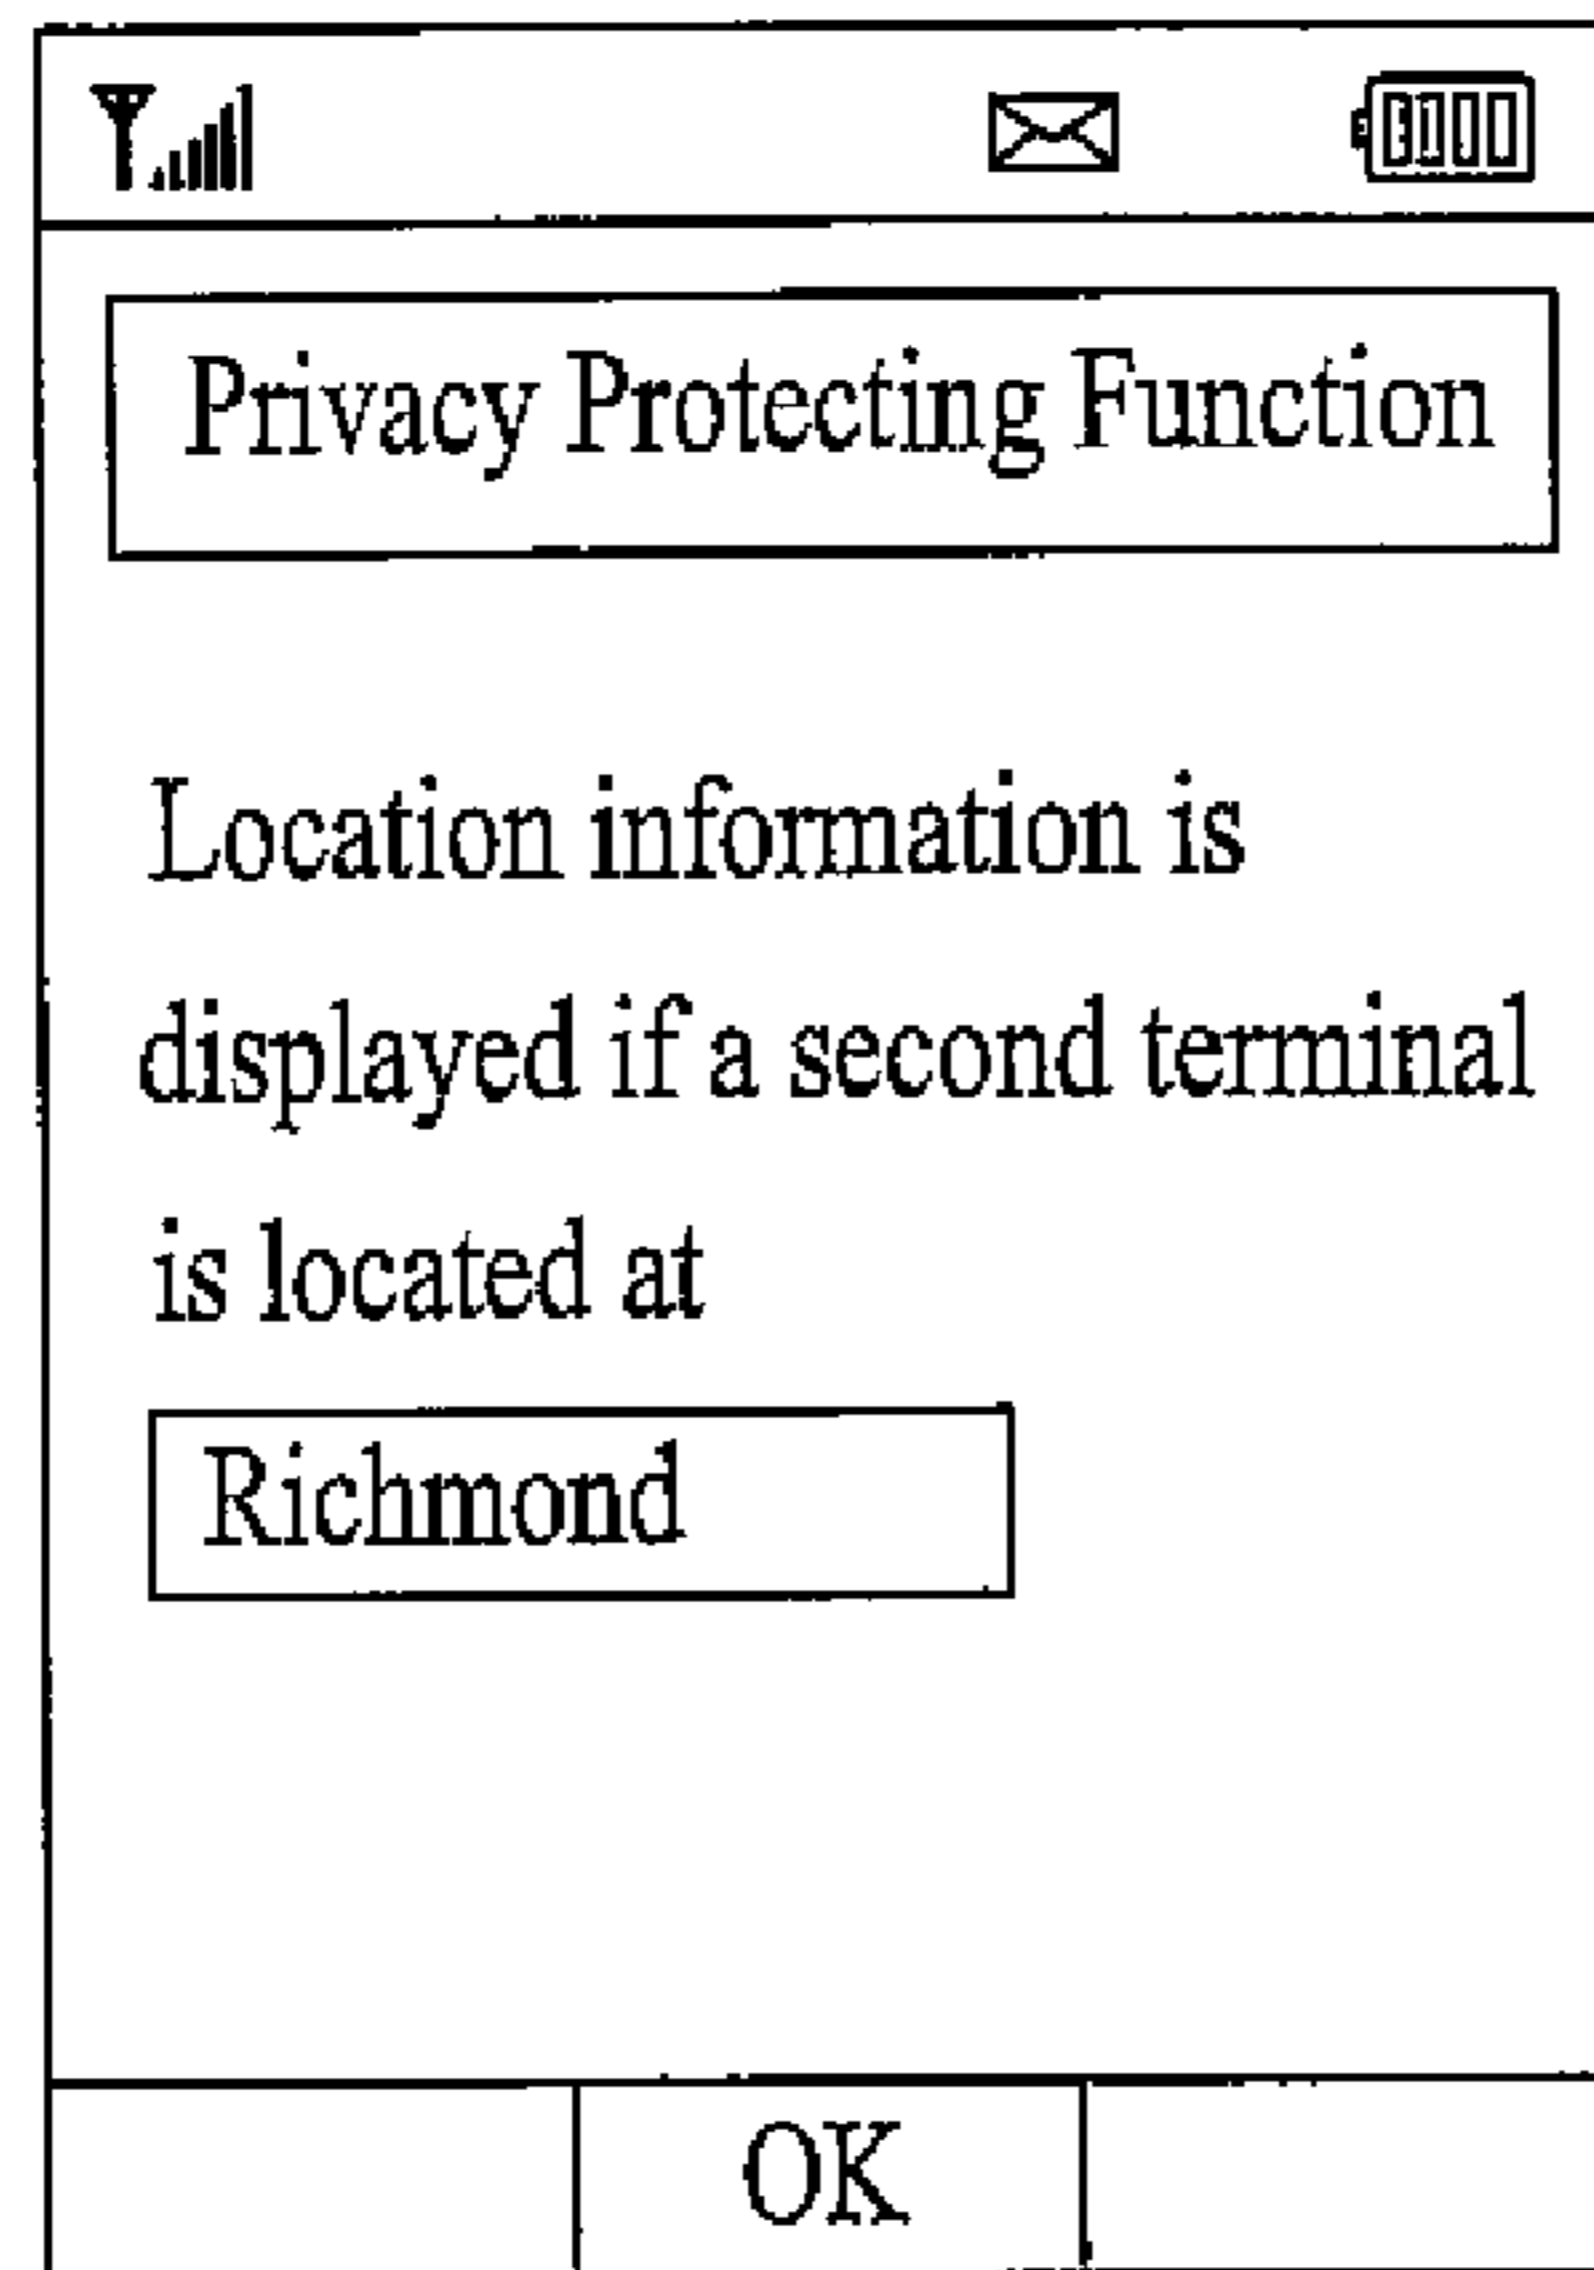 Privacy Protecting Function
Location information is
displayed if a second terminal
is located at
Richmond
OK